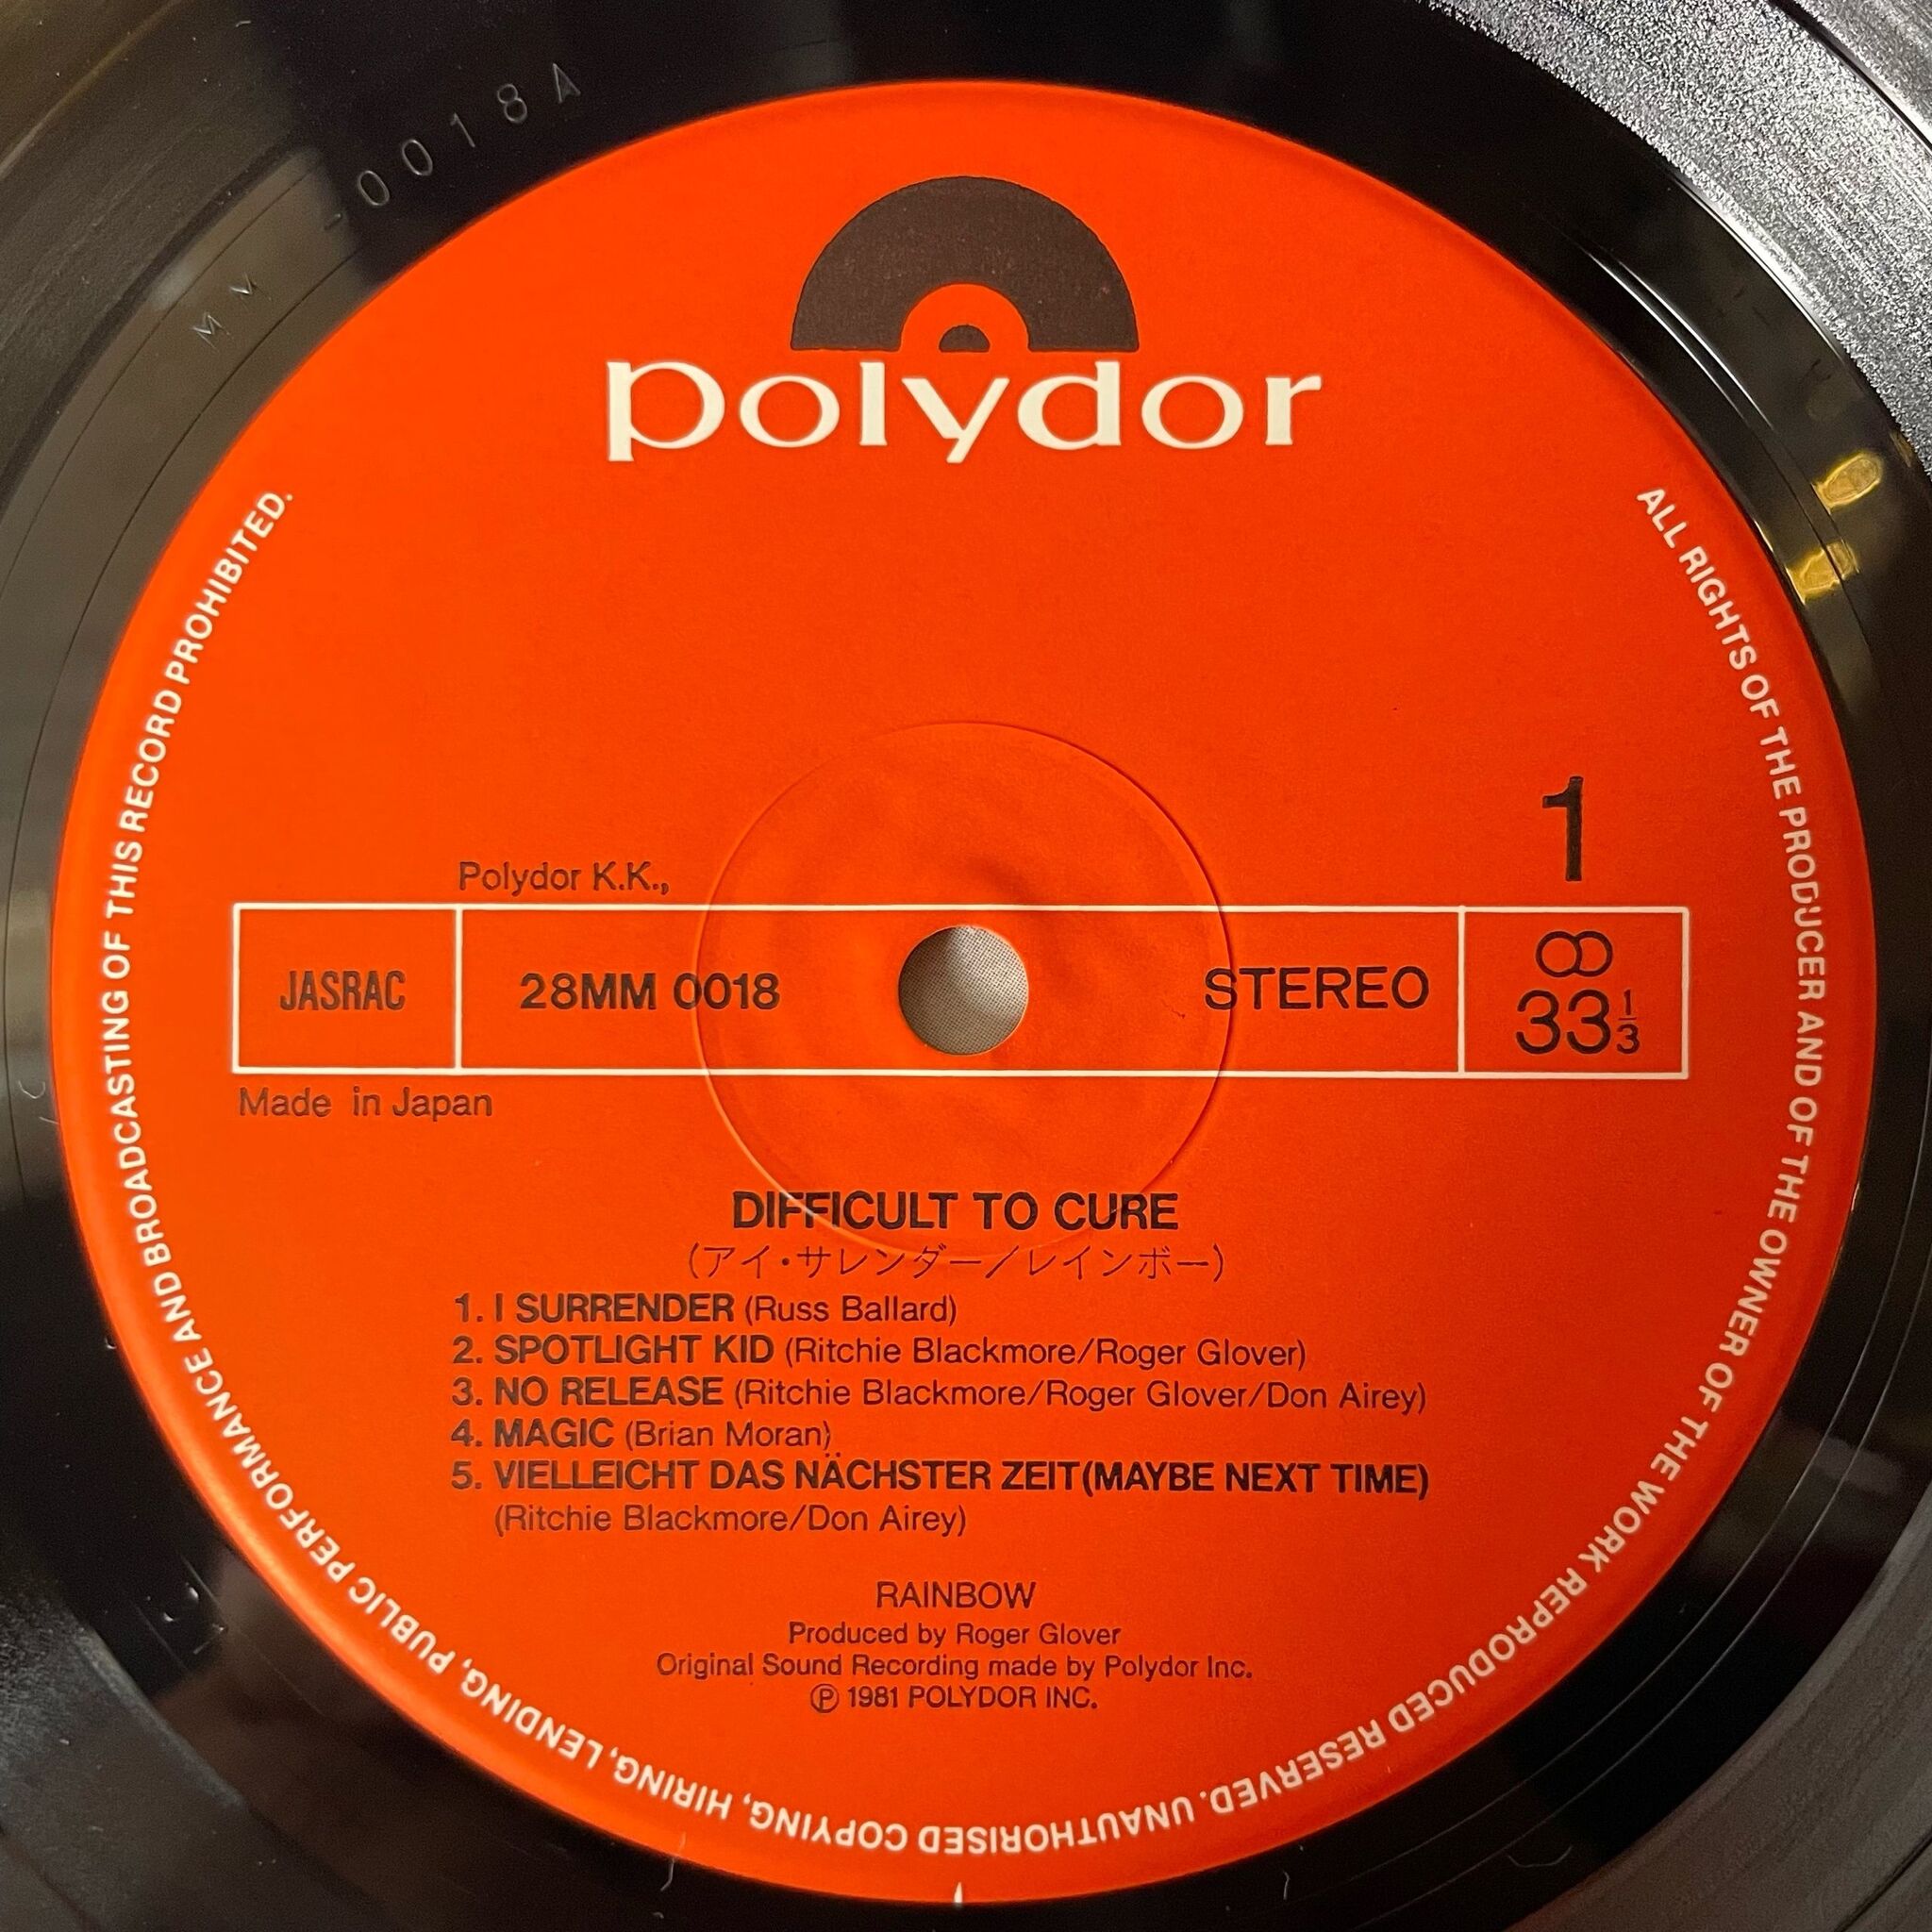 0018A
polydor
1
Polydor K.K.,
JASRAC
28MM 0018
STEREO
33 1/3
Made in Japan
DIFFICULT TO CURE
(アイ・サレンダー/レインボー)
1. I SURRENDER (Russ Ballard)
2. SPOTLIGHT KID (Ritchie Blackmore/Roger Glover)
3. NO RELEASE (Ritchie Blackmore/Roger Glover/Don Airey)
4. MAGIC (Brian Moran)
5. VIELLEICHT DAS NÄCHSTER ZEIT(MAYBE NEXT TIME)
(Ritchie Blackmore/Don Airey)
RAINBOW
Produced by Roger Glover
Original Sound Recording made by Polydor Inc.
℗ 1981 POLYDOR INC.
ALL RIGHTS OF THE PRODUCER AND OF THE OWNER OF THE WORK REPRODUCED RESERVED. UNAUTHORISED COPYING, HIRING, LENDING, PUBLIC PERFORMANCE AND BROADCASTING OF THIS RECORD PROHIBITED.